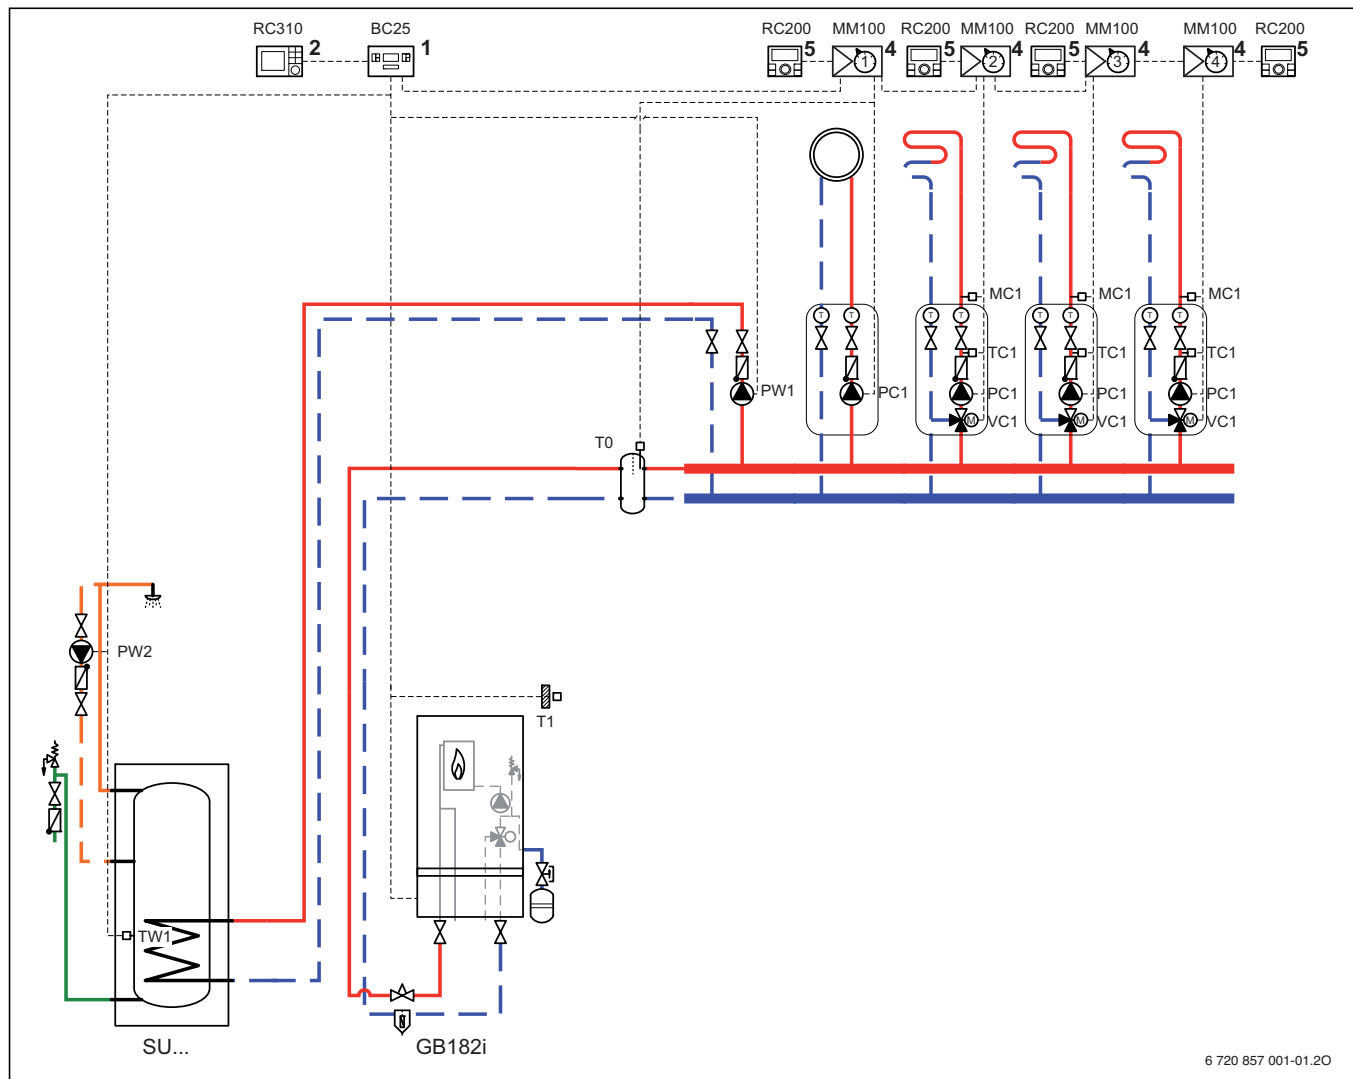 RC310 BC25 RC200 MM100 RC200 MM100 RC200 MM100 MM100 RC200
2 1 5 4 5 4 5 4 4 5
1 2 3 4
MC1 MC1 MC1
T T T T T T T T
TC1 TC1 TC1
PW1 PC1 PC1 PC1 PC1
M VC1 M VC1 M VC1
T0
PW2
T1
TW1
SU... GB182i
6 720 857 001-01.2O